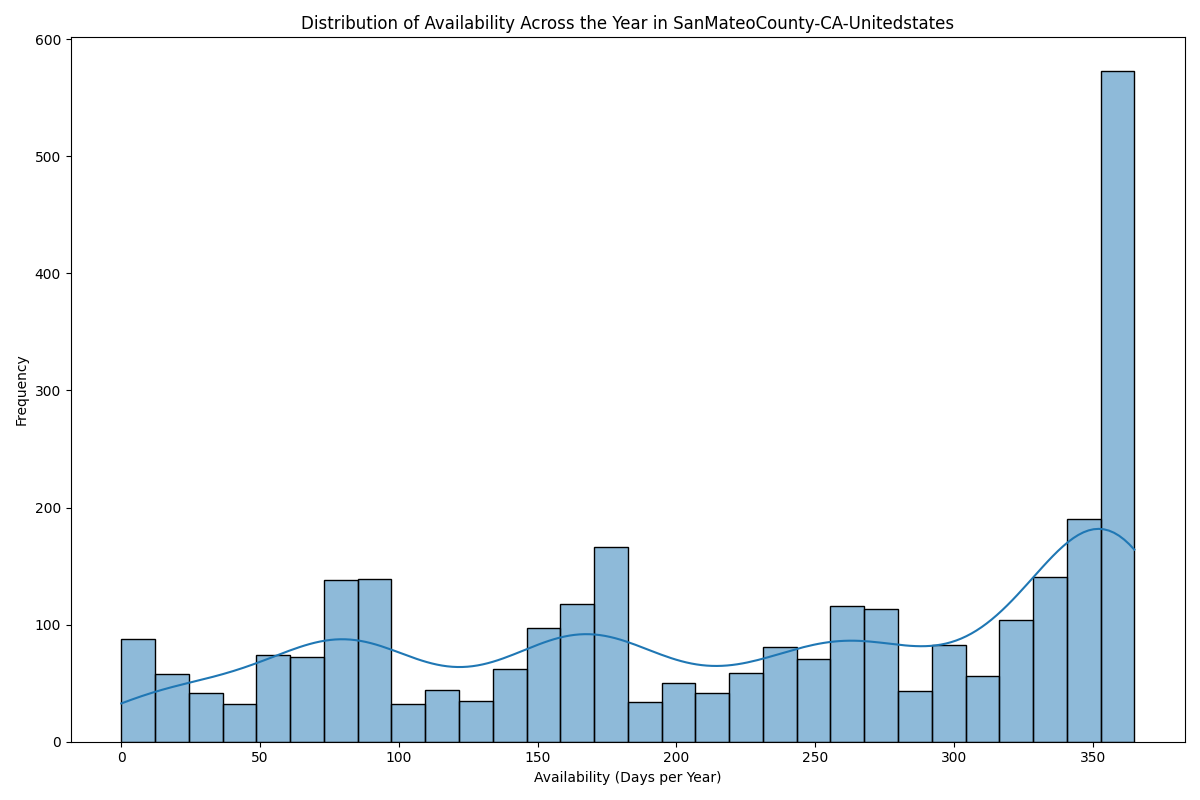 Distribution of Availability Across the Year in SanMateoCounty-CA-Unitedstates
600
500
400
300
200
100
0
Frequency
0 50 100 150 200 250 300 350
Availability (Days per Year)